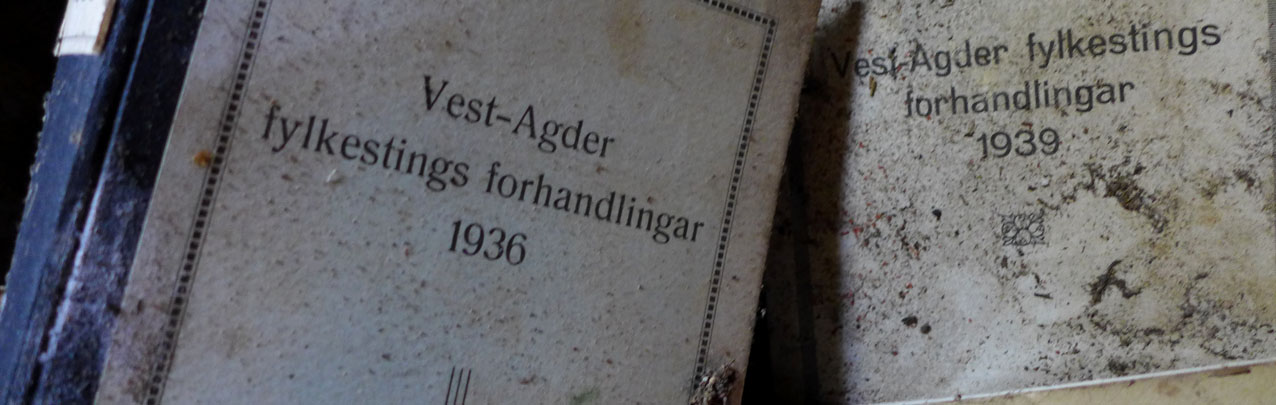 Vest-Agder
fylkestings forhandlingar
1936
Vest-Agder fylkestings
forhandlingar
1939